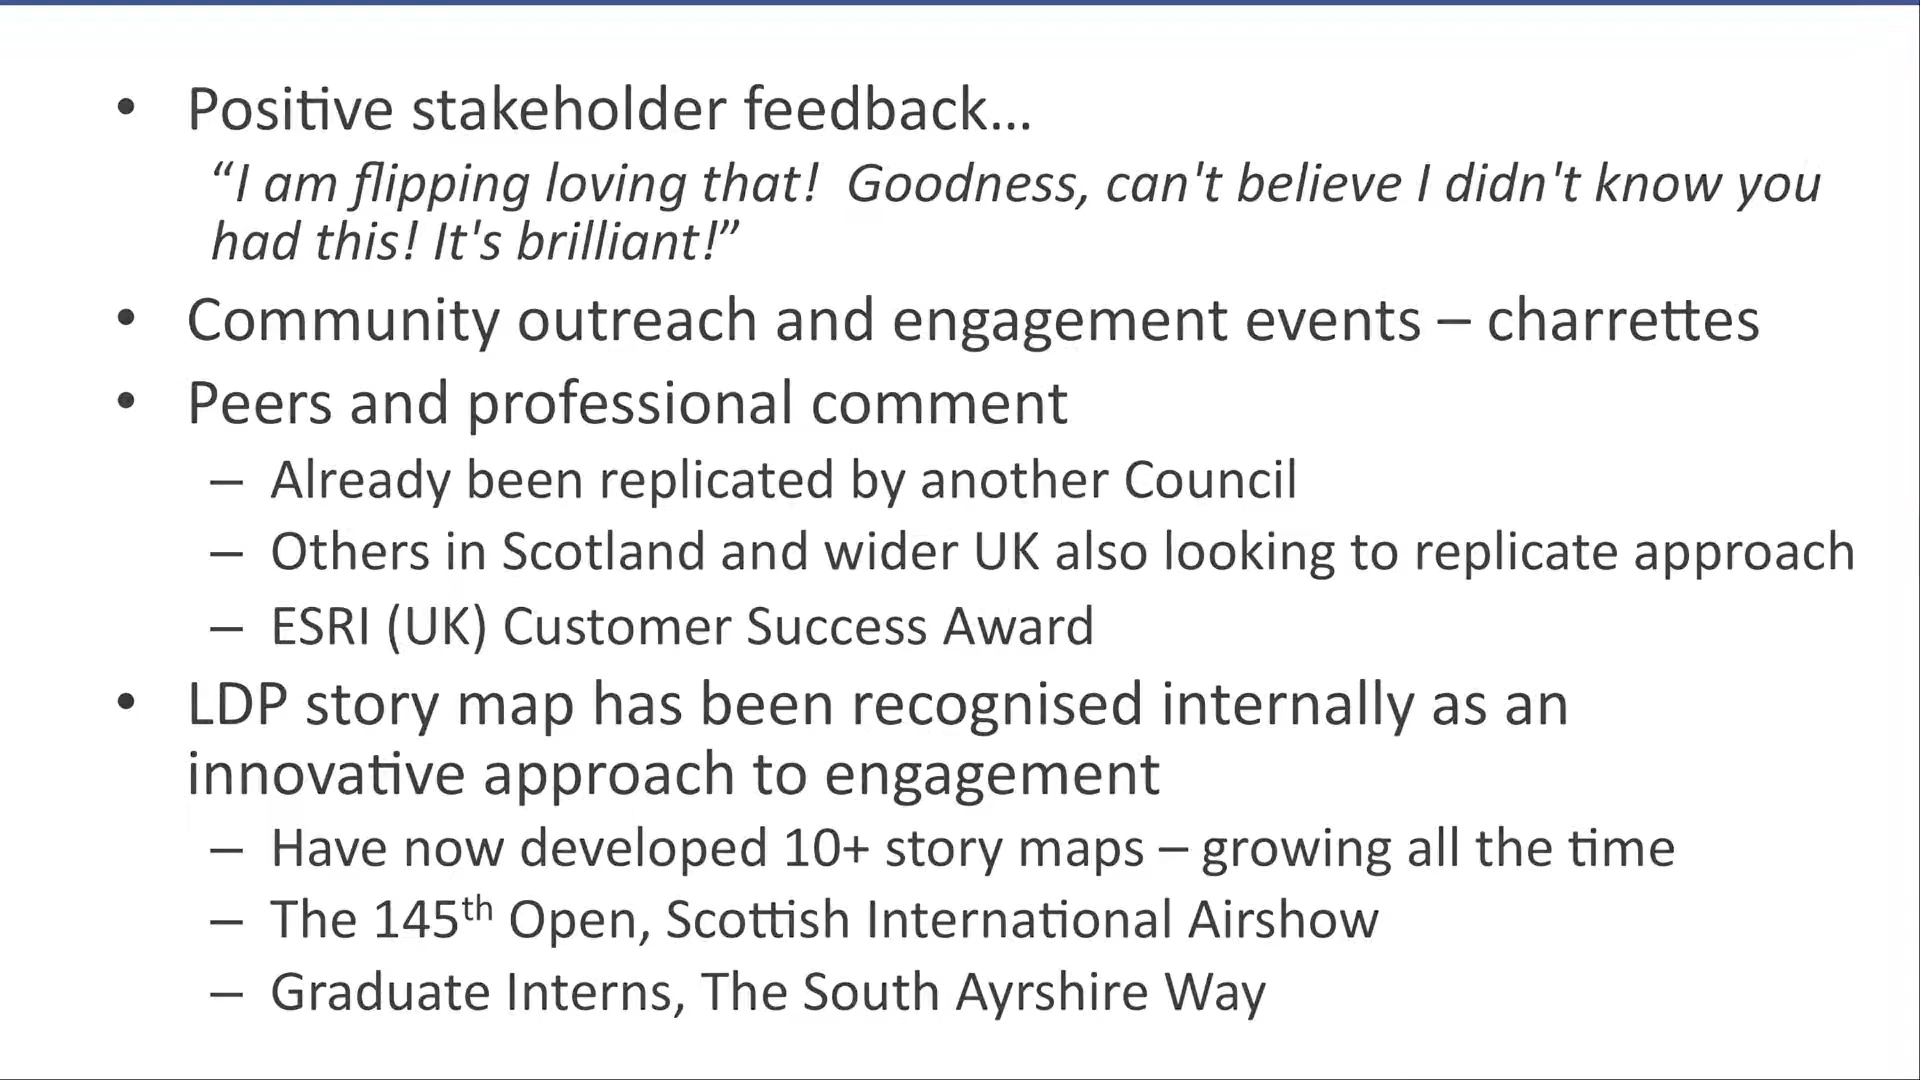 • Positive stakeholder feedback...
“I am flipping loving that!  Goodness, can't believe I didn't know you
had this! It's brilliant!”
• Community outreach and engagement events – charrettes
• Peers and professional comment
– Already been replicated by another Council
– Others in Scotland and wider UK also looking to replicate approach
– ESRI (UK) Customer Success Award
• LDP story map has been recognised internally as an
innovative approach to engagement
– Have now developed 10+ story maps – growing all the time
– The 145th Open, Scottish International Airshow
– Graduate Interns, The South Ayrshire Way